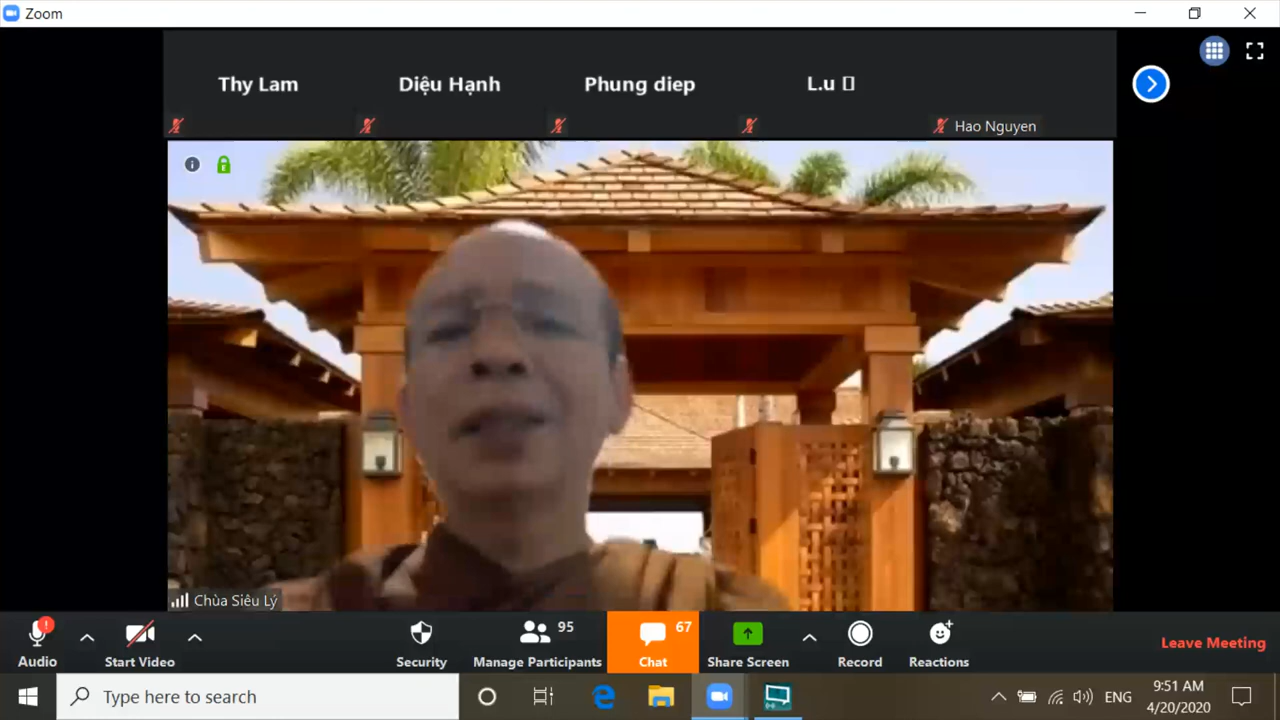 Zoom
Thy Lam
Diệu Hạnh
Phung diep
L.u
Hao Nguyen
Chùa Siêu Lý
Audio
Start Video
Security
Manage Participants
95
Chat
67
Share Screen
Record
Reactions
Leave Meeting
Type here to search
ENG
9:51 AM
4/20/2020